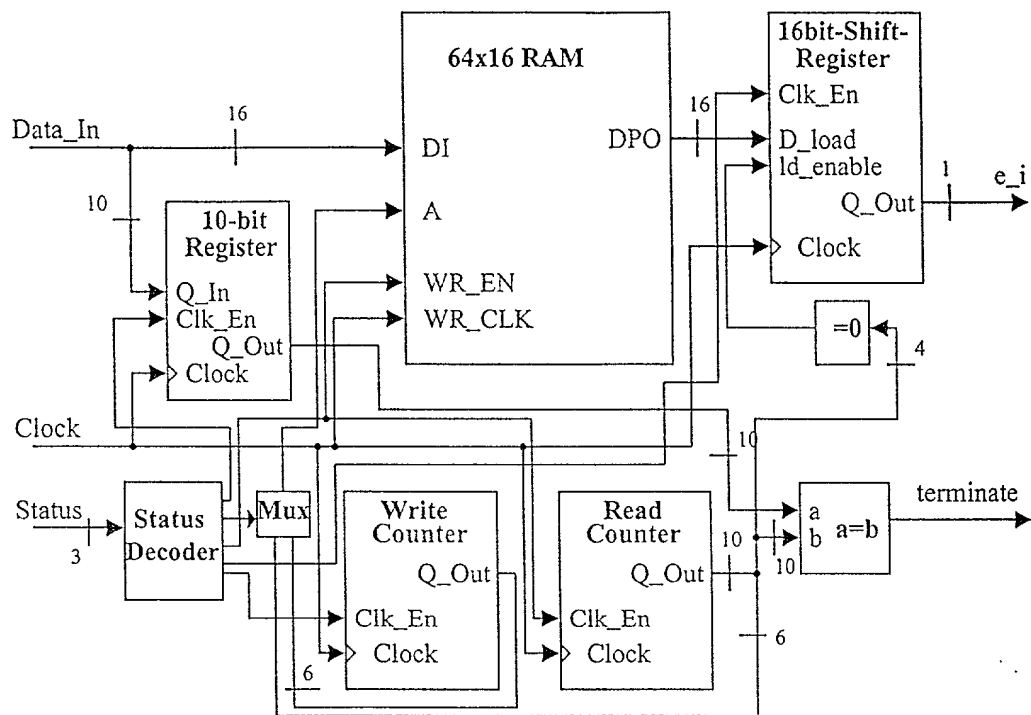 64x16 RAM
16bit-Shift-
Register
Clk_En
D_load
ld_enable
Q_Out
Clock
Data_In
16
DI
DPO
16
1
e_i
10
10-bit
Register
Q_In
Clk_En
Q_Out
Clock
A
WR_EN
WR_CLK
=0
4
Clock
10
Status
3
Status
Decoder
Mux
Write
Counter
Q_Out
Clk_En
Clock
6
Read
Counter
Q_Out
Clk_En
Clock
10
10
6
a
b
a=b
terminate